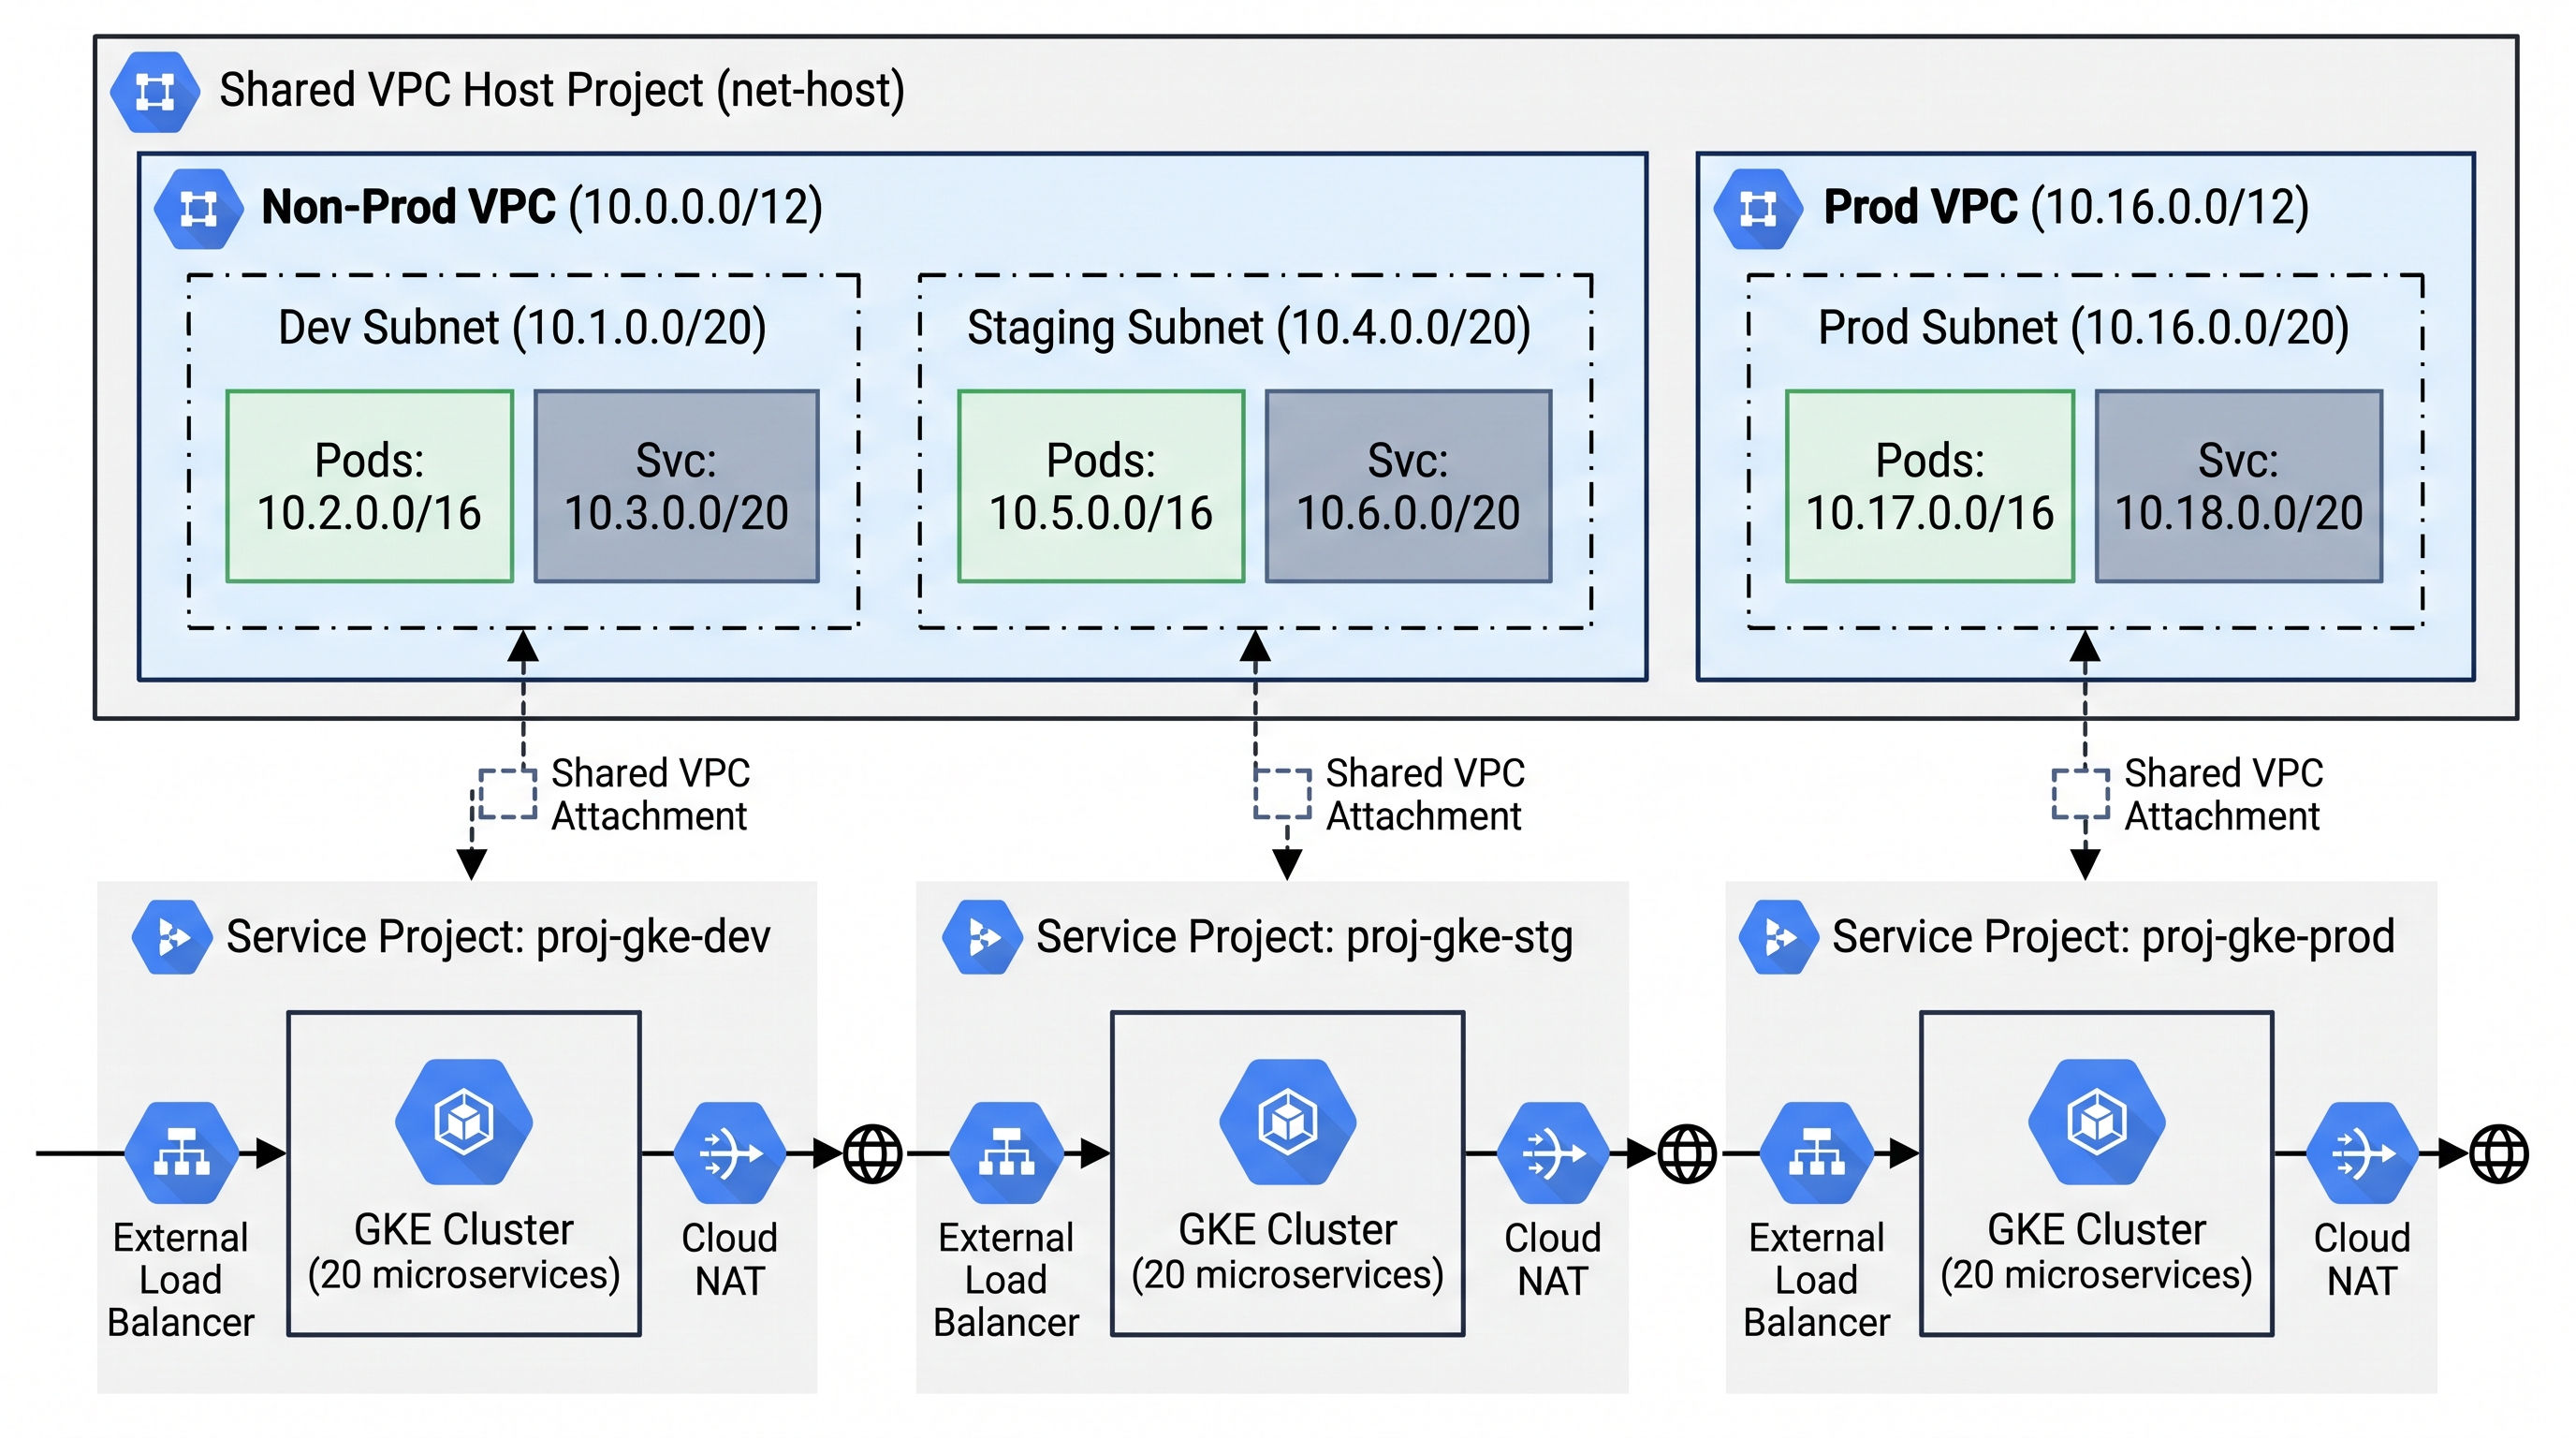 Shared VPC Host Project (net-host)
Non-Prod VPC (10.0.0.0/12)
Dev Subnet (10.1.0.0/20)
Pods:
10.2.0.0/16
Svc:
10.3.0.0/20
Staging Subnet (10.4.0.0/20)
Pods:
10.5.0.0/16
Svc:
10.6.0.0/20
Prod VPC (10.16.0.0/12)
Prod Subnet (10.16.0.0/20)
Pods:
10.17.0.0/16
Svc:
10.18.0.0/20
Shared VPC
Attachment
Shared VPC
Attachment
Shared VPC
Attachment
Service Project: proj-gke-dev
External
Load
Balancer
GKE Cluster
(20 microservices)
Cloud
NAT
Service Project: proj-gke-stg
External
Load
Balancer
GKE Cluster
(20 microservices)
Cloud
NAT
Service Project: proj-gke-prod
External
Load
Balancer
GKE Cluster
(20 microservices)
Cloud
NAT